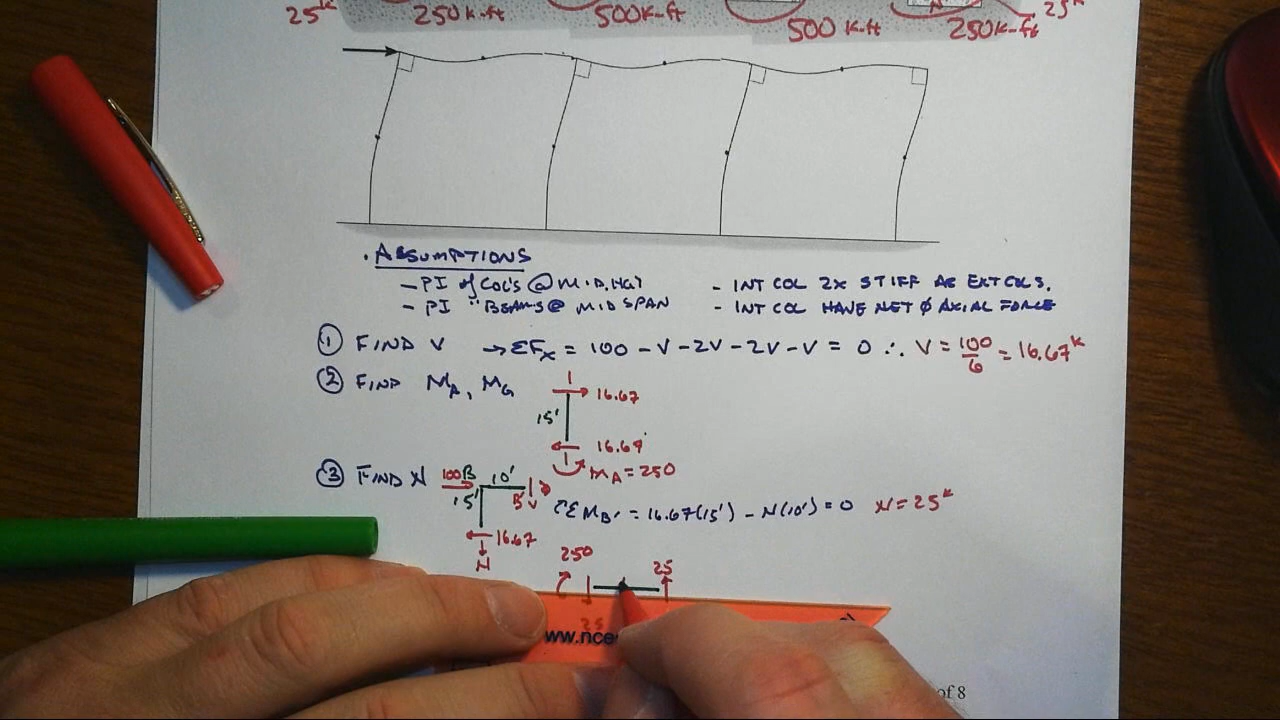 25ᵏ 250k-ft 500k-ft 500 k-ft 250k-ft 25ᵏ
. ASSUMPTIONS
- PI of COL'S @ MID.HGT - INT COL 2X STIFF AS EXT COLS.
- PI " BEAMS @ MIDSPAN - INT COL HAVE NET ∅ AXIAL FORCE
① FIND V → ΣFx = 100 - V - 2V - 2V - V = 0 ∴ V = 100/6 = 16.67ᵏ
② FIND MA, MG
16.67
15'
16.67
MA = 250
③ FIND N 100 B 10'
15' B' V ΣMB' = 16.67(15') - N(10') = 0 N = 25ᵏ
16.67
N
250 25
25
ww.nce
of 8